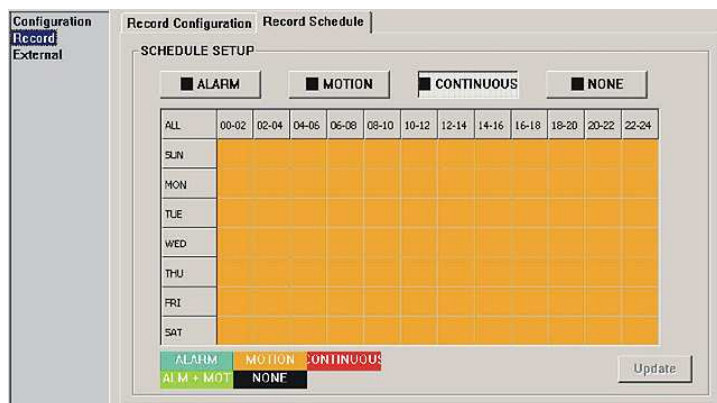 Configuration
Record
External
Record Configuration Record Schedule
SCHEDULE SETUP
ALARM MOTION CONTINUOUS NONE
ALL 00-02 02-04 04-06 06-08 08-10 10-12 12-14 14-16 16-18 18-20 20-22 22-24
SUN
MON
TUE
WED
THU
FRI
SAT
ALARM MOTION CONTINUOUS
ALM + MOT NONE
Update